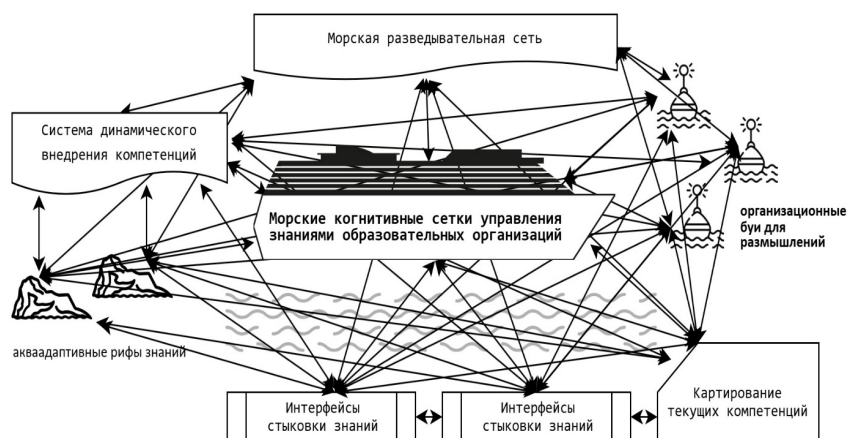 Морская разведывательная сеть
Система динамического
внедрения компетенций
Морские когнитивные сетки управления
знаниями образовательных организаций
организационные
буи для
размышлений
акваадаптивные рифы знаний
Интерфейсы
стыковки знаний
Интерфейсы
стыковки знаний
Картирование
текущих компетенций